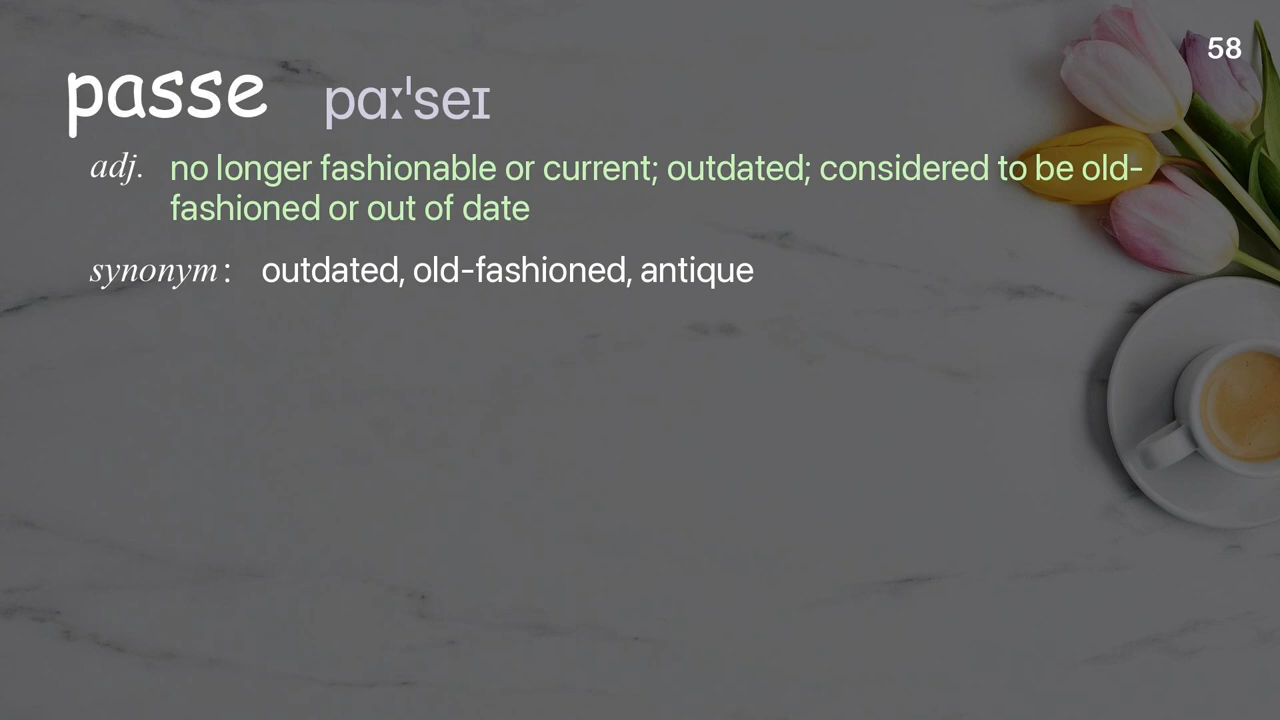 58
passe pɑːˈseɪ
adj. no longer fashionable or current; outdated; considered to be old-
fashioned or out of date
synonym: outdated, old-fashioned, antique